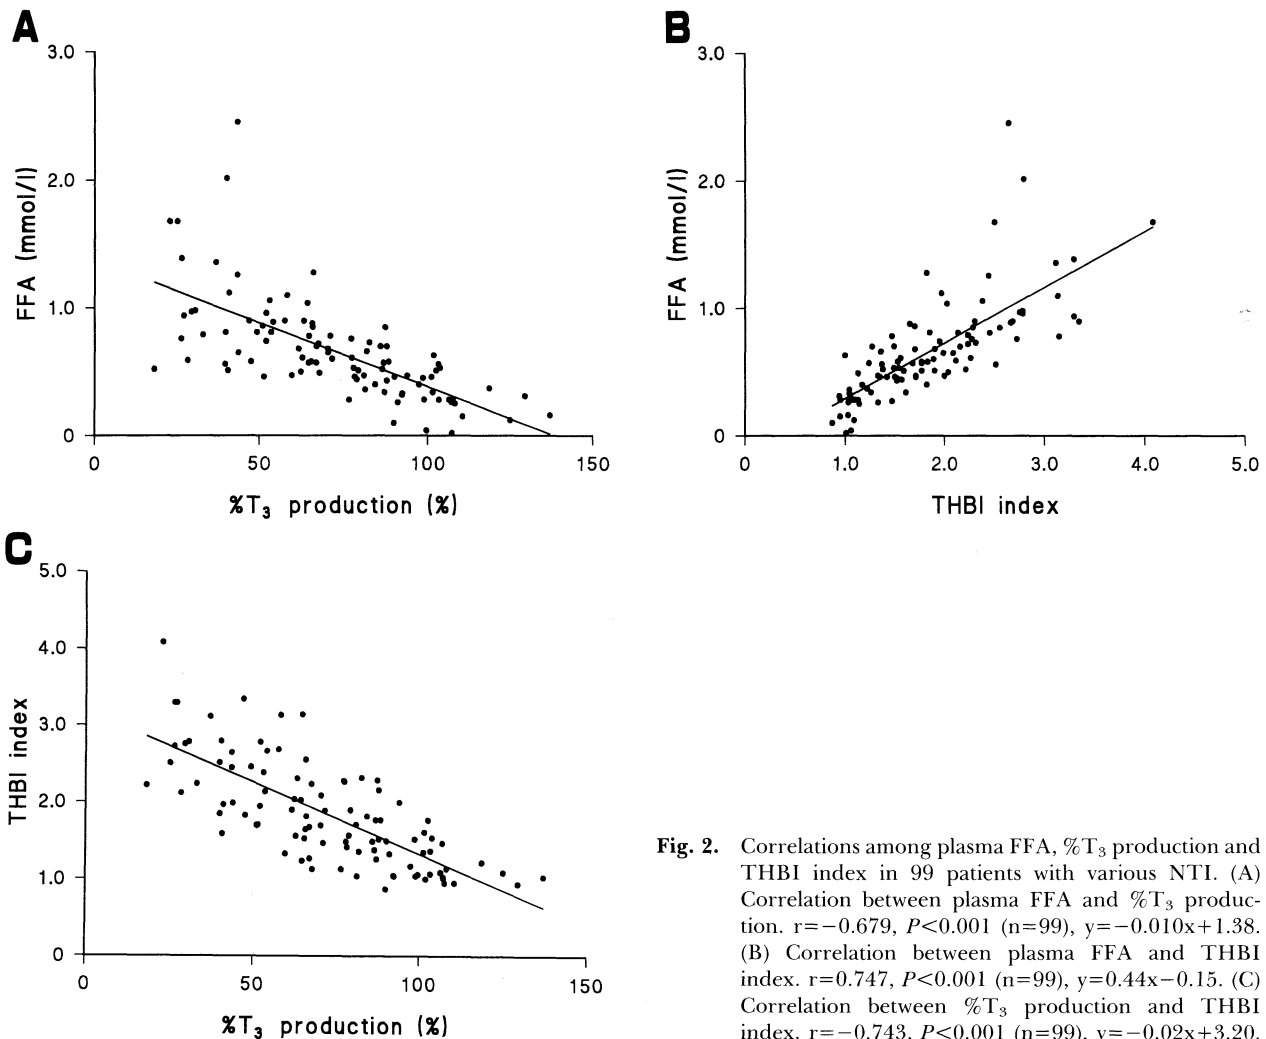 A
3.0
2.0
1.0
0
FFA (mmol/l)
0 50 100 150
%T3 production (%)
B
3.0
2.0
1.0
0
FFA (mmol/l)
0 1.0 2.0 3.0 4.0 5.0
THBI index
C
5.0
4.0
3.0
2.0
1.0
0
THBI index
0 50 100 150
%T3 production (%)
Fig. 2. Correlations among plasma FFA, %T3 production and
THBI index in 99 patients with various NTI. (A)
Correlation between plasma FFA and %T3 produc-
tion. r=−0.679, P<0.001 (n=99), y=−0.010x+1.38.
(B) Correlation between plasma FFA and THBI
index. r=0.747, P<0.001 (n=99), y=0.44x−0.15. (C)
Correlation between %T3 production and THBI
index. r=−0.743, P<0.001 (n=99), y=−0.02x+3.20.